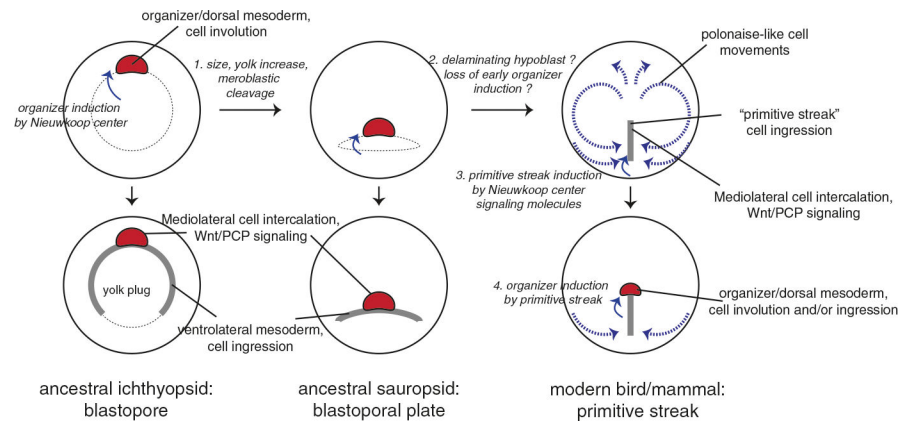 organizer/dorsal mesoderm,
cell involution
1. size, yolk increase,
meroblastic
cleavage
organizer induction
by Nieuwkoop center
2. delaminating hypoblast ?
loss of early organizer
induction ?
polonaise-like cell
movements
"primitive streak"
cell ingression
3. primitive streak induction
by Nieuwkoop center
signaling molecules
Mediolateral cell intercalation,
Wnt/PCP signaling
Mediolateral cell intercalation,
Wnt/PCP signaling
yolk plug
4. organizer induction
by primitive streak
organizer/dorsal mesoderm,
cell involution and/or ingression
ventrolateral mesoderm,
cell ingression
ancestral ichthyopsid:
blastopore
ancestral sauropsid:
blastoporal plate
modern bird/mammal:
primitive streak